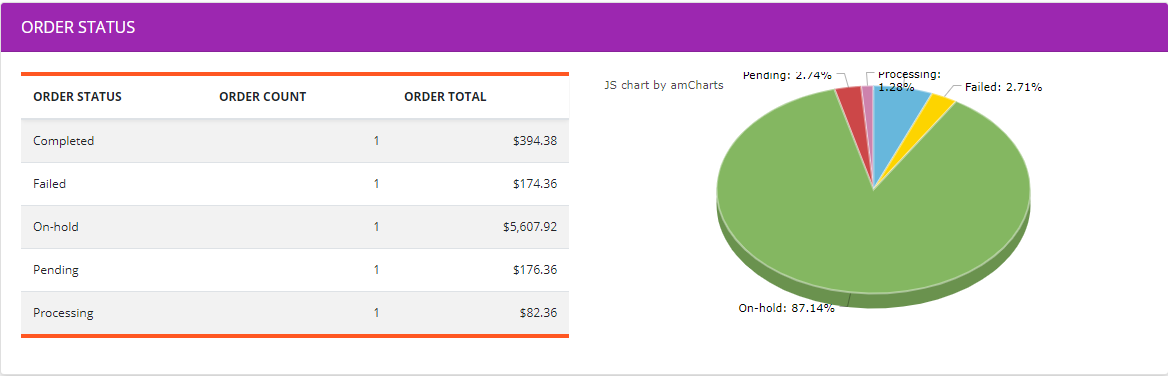 ORDER STATUS
ORDER STATUS ORDER COUNT ORDER TOTAL
Completed 1 $394.38
Failed 1 $174.36
On-hold 1 $5,607.92
Pending 1 $176.36
Processing 1 $82.36
JS chart by amCharts
Pending: 2.74%
Processing:
1.28%
Failed: 2.71%
On-hold: 87.14%